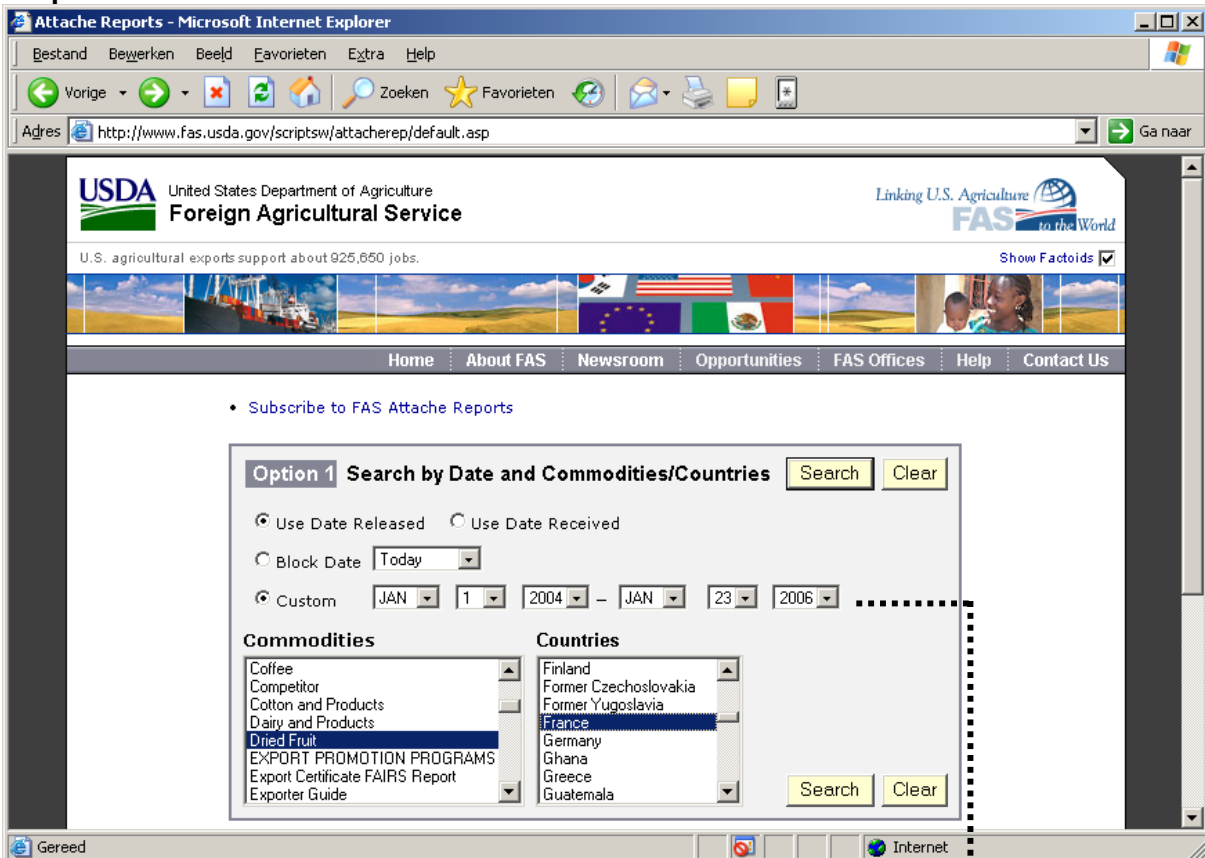 Attache Reports - Microsoft Internet Explorer
Bestand Bewerken Beeld Favorieten Extra Help
Vorige Zoeken Favorieten
Adres http://www.fas.usda.gov/scriptsw/attacherep/default.asp Ga naar
USDA United States Department of Agriculture
Foreign Agricultural Service
Linking U.S. Agriculture
FAS to the World
U.S. agricultural exports support about 925,650 jobs. Show Factoids
Home About FAS Newsroom Opportunities FAS Offices Help Contact Us
• Subscribe to FAS Attache Reports
Option 1 Search by Date and Commodities/Countries Search Clear
Use Date Released Use Date Received
Block Date Today
Custom JAN 1 2004 – JAN 23 2006
Commodities Countries
Coffee Finland
Competitor Former Czechoslovakia
Cotton and Products Former Yugoslavia
Dairy and Products France
Dried Fruit Germany
EXPORT PROMOTION PROGRAMS Ghana
Export Certificate FAIRS Report Greece
Exporter Guide Guatemala
Search Clear
Gereed Internet